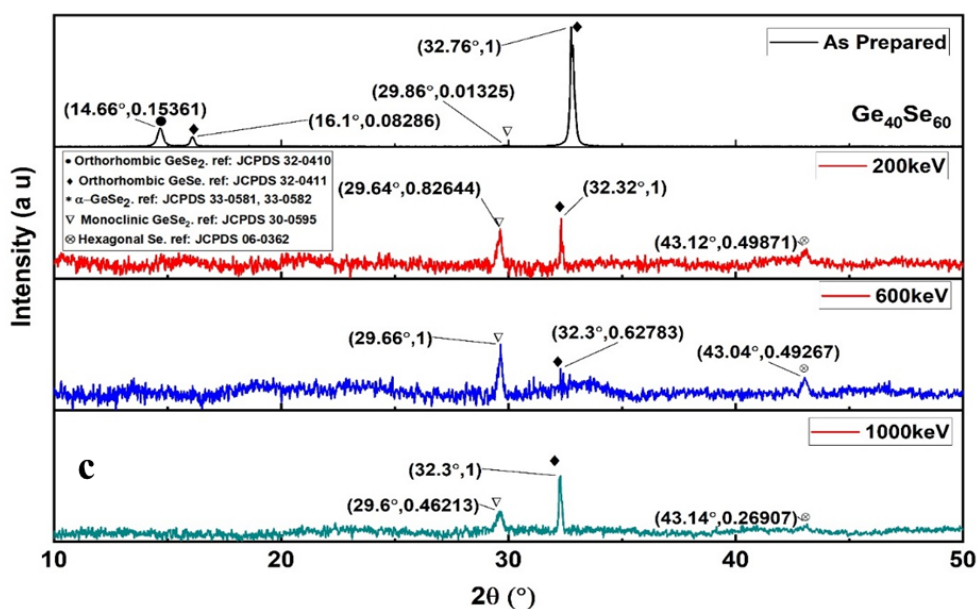 (32.76°,1)
As Prepared
(14.66°,0.15361)
(29.86°,0.01325)
(16.1°,0.08286)
Ge40Se60
Orthorhombic GeSe2. ref: JCPDS 32-0410
Orthorhombic GeSe. ref: JCPDS 32-0411
α-GeSe2. ref: JCPDS 33-0581, 33-0582
Monoclinic GeSe2. ref: JCPDS 30-0595
Hexagonal Se. ref: JCPDS 06-0362
200keV
(29.64°,0.82644)
(32.32°,1)
(43.12°,0.49871)
600keV
(29.66°,1)
(32.3°,0.62783)
(43.04°,0.49267)
1000keV
c
(32.3°,1)
(29.6°,0.46213)
(43.14°,0.26907)
Intensity (a u)
10 20 30 40 50
2θ (°)